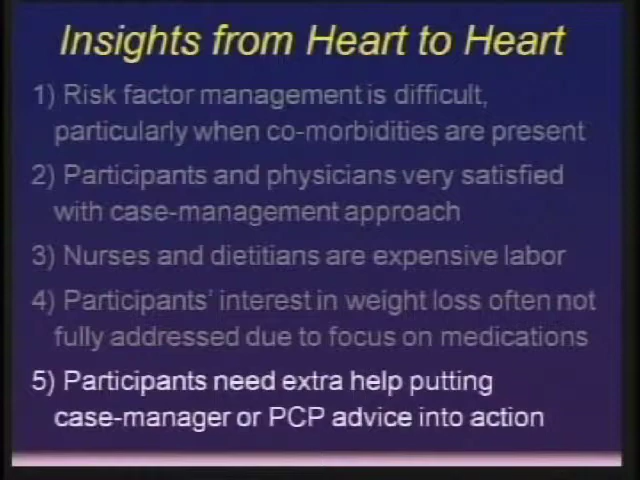 Insights from Heart to Heart
1) Risk factor management is difficult,
particularly when co-morbidities are present
2) Participants and physicians very satisfied
with case-management approach
3) Nurses and dietitians are expensive labor
4) Participants' interest in weight loss often not
fully addressed due to focus on medications
5) Participants need extra help putting
case-manager or PCP advice into action